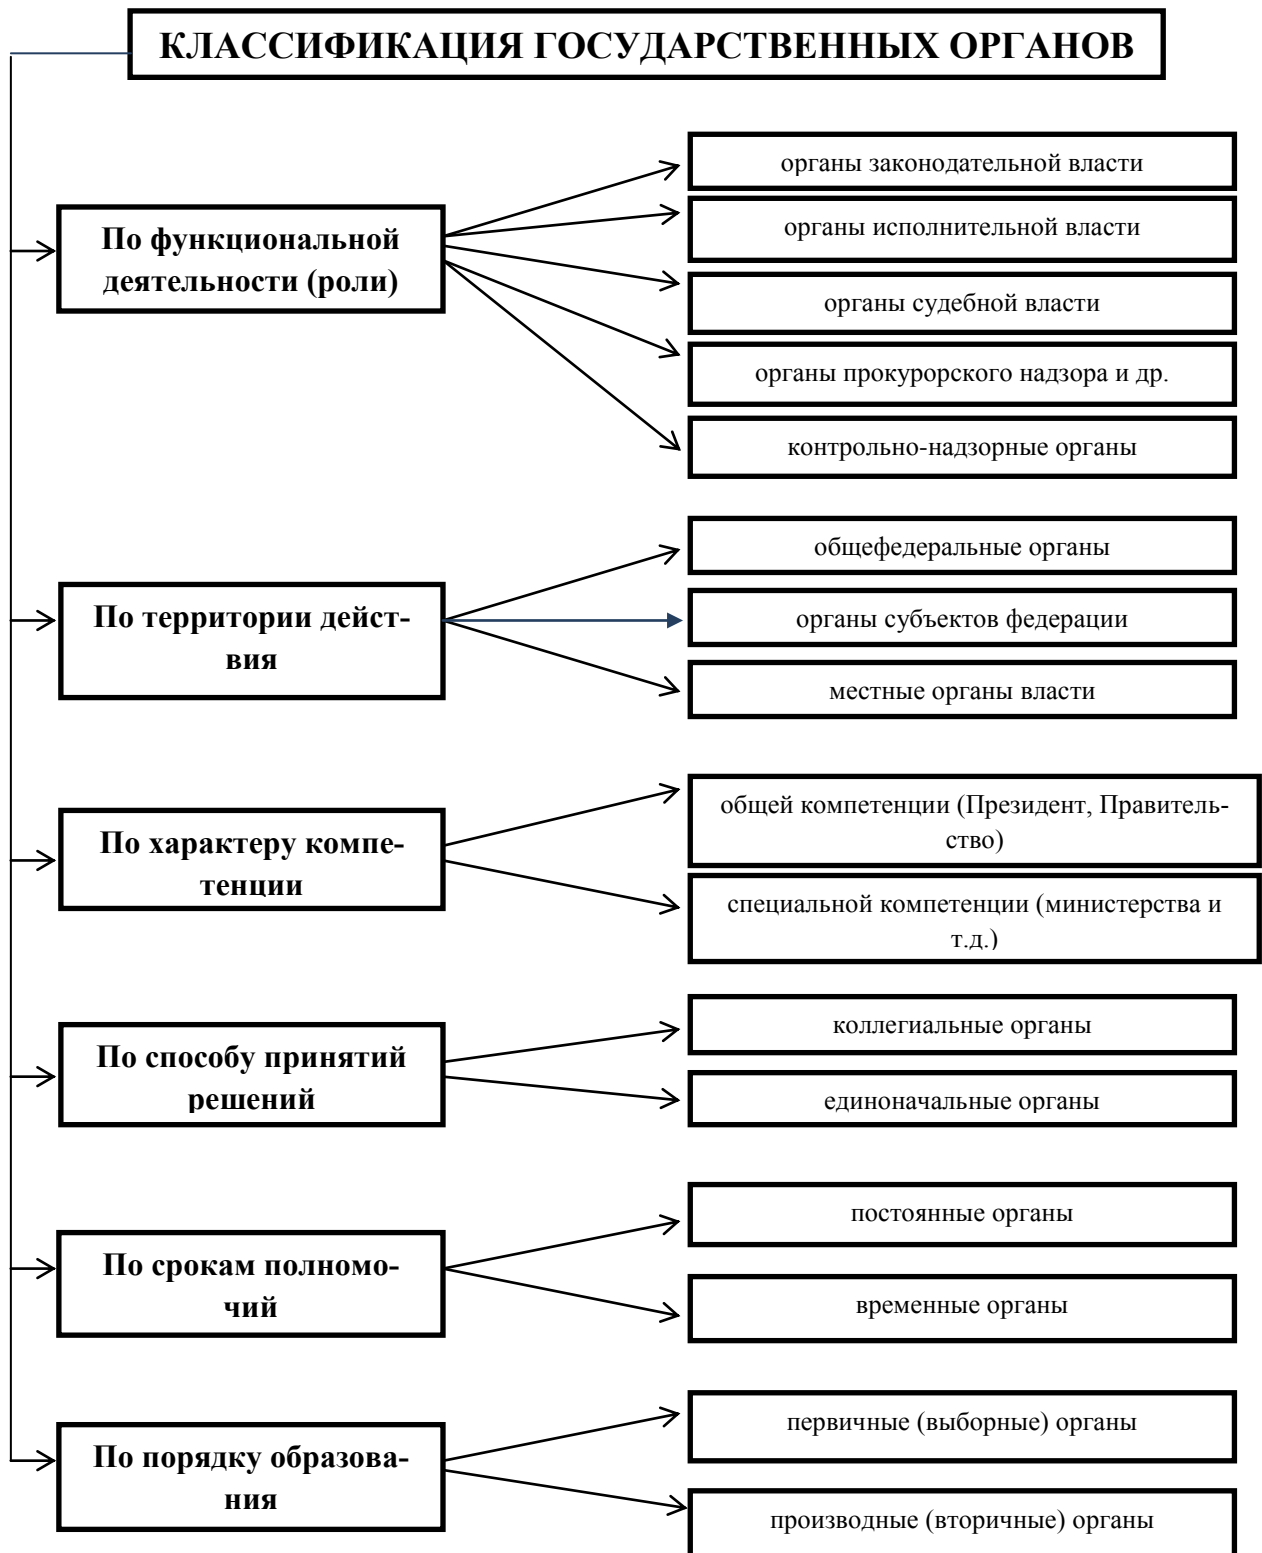 КЛАССИФИКАЦИЯ ГОСУДАРСТВЕННЫХ ОРГАНОВ
По функциональной
деятельности (роли)
органы законодательной власти
органы исполнительной власти
органы судебной власти
органы прокурорского надзора и др.
контрольно-надзорные органы
По территории дейст-
вия
общефедеральные органы
органы субъектов федерации
местные органы власти
По характеру компе-
тенции
общей компетенции (Президент, Правитель-
ство)
специальной компетенции (министерства и
т.д.)
По способу принятий
решений
коллегиальные органы
единоначальные органы
По срокам полномо-
чий
постоянные органы
временные органы
По порядку образова-
ния
первичные (выборные) органы
производные (вторичные) органы